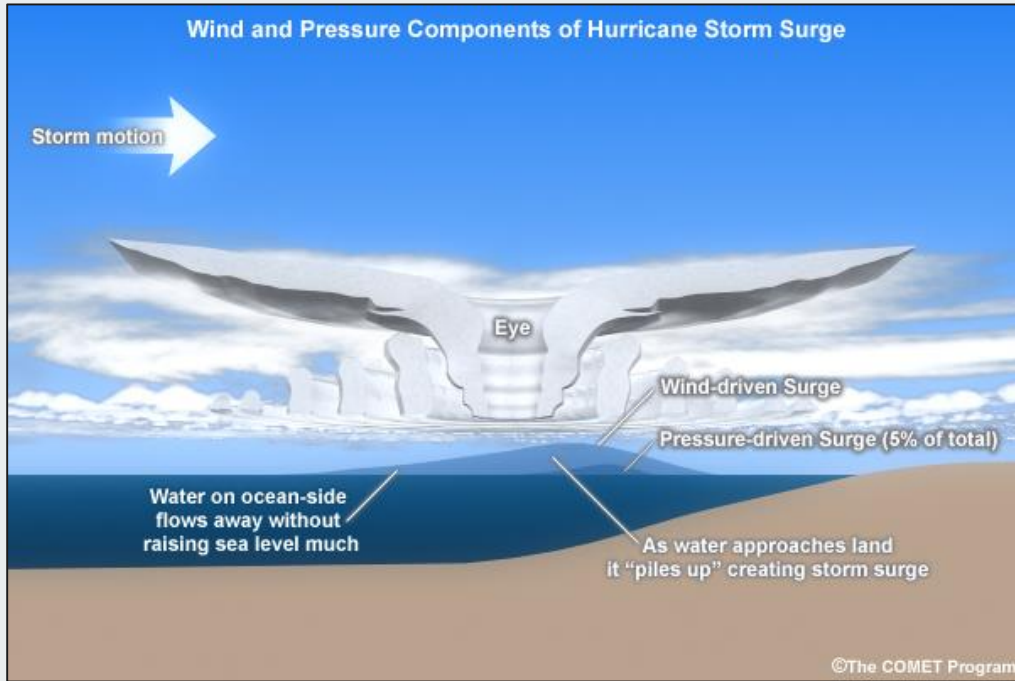 Wind and Pressure Components of Hurricane Storm Surge
Storm motion
Eye
Wind-driven Surge
Pressure-driven Surge (5% of total)
Water on ocean-side
flows away without
raising sea level much
As water approaches land
it “piles up” creating storm surge
©The COMET Program